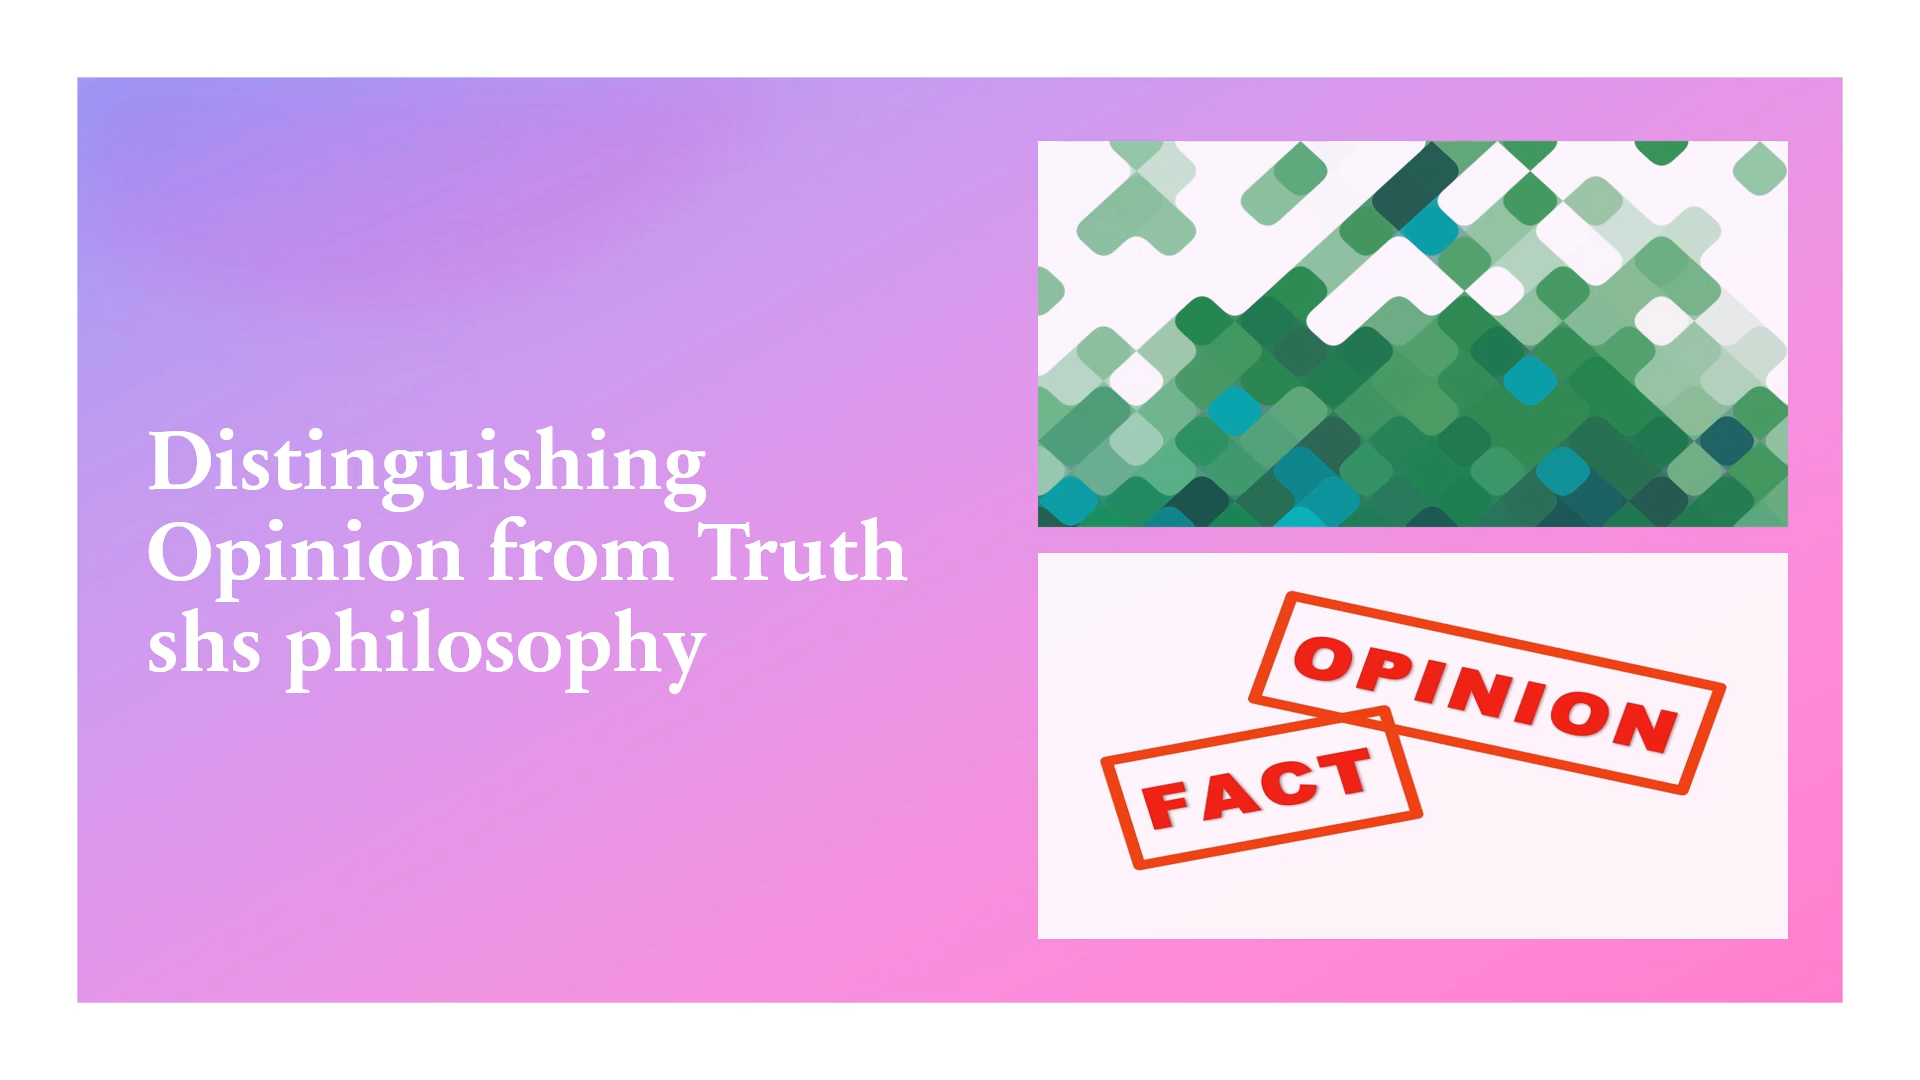 Distinguishing
Opinion from Truth
shs philosophy
OPINION
FACT